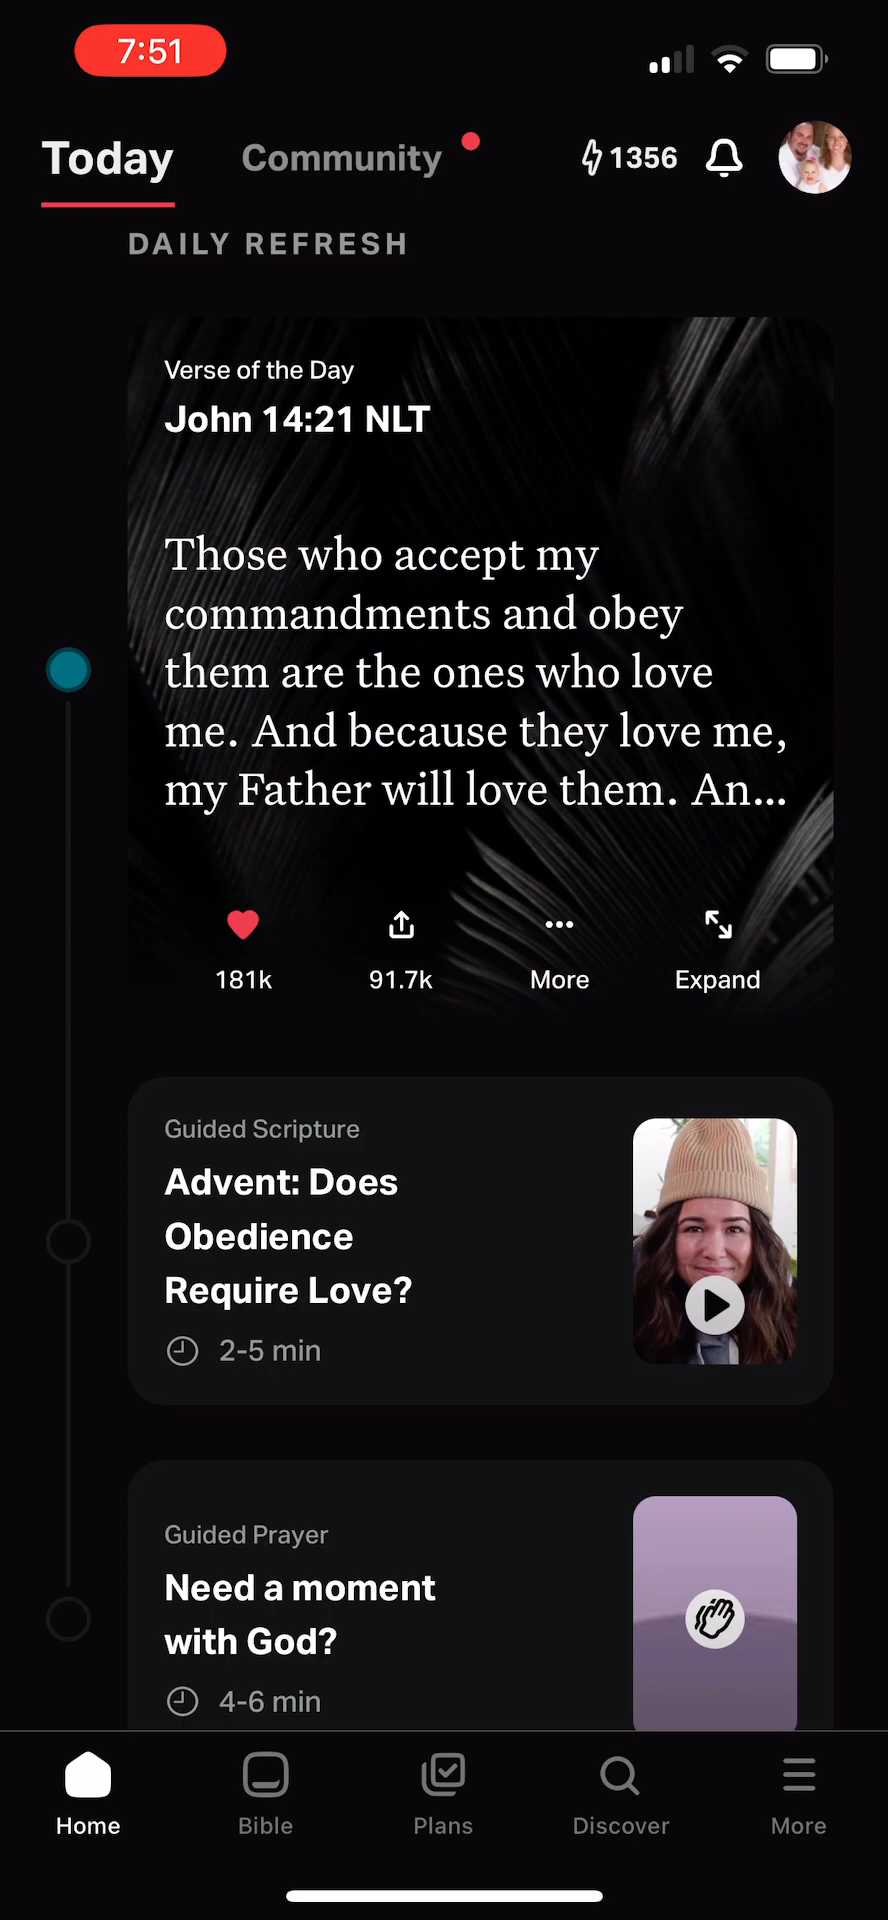 7:51
Today
Community
1356
DAILY REFRESH
Verse of the Day
John 14:21 NLT
Those who accept my
commandments and obey
them are the ones who love
me. And because they love me,
my Father will love them. An...
181k
91.7k
More
Expand
Guided Scripture
Advent: Does
Obedience
Require Love?
2-5 min
Guided Prayer
Need a moment
with God?
4-6 min
Home
Bible
Plans
Discover
More